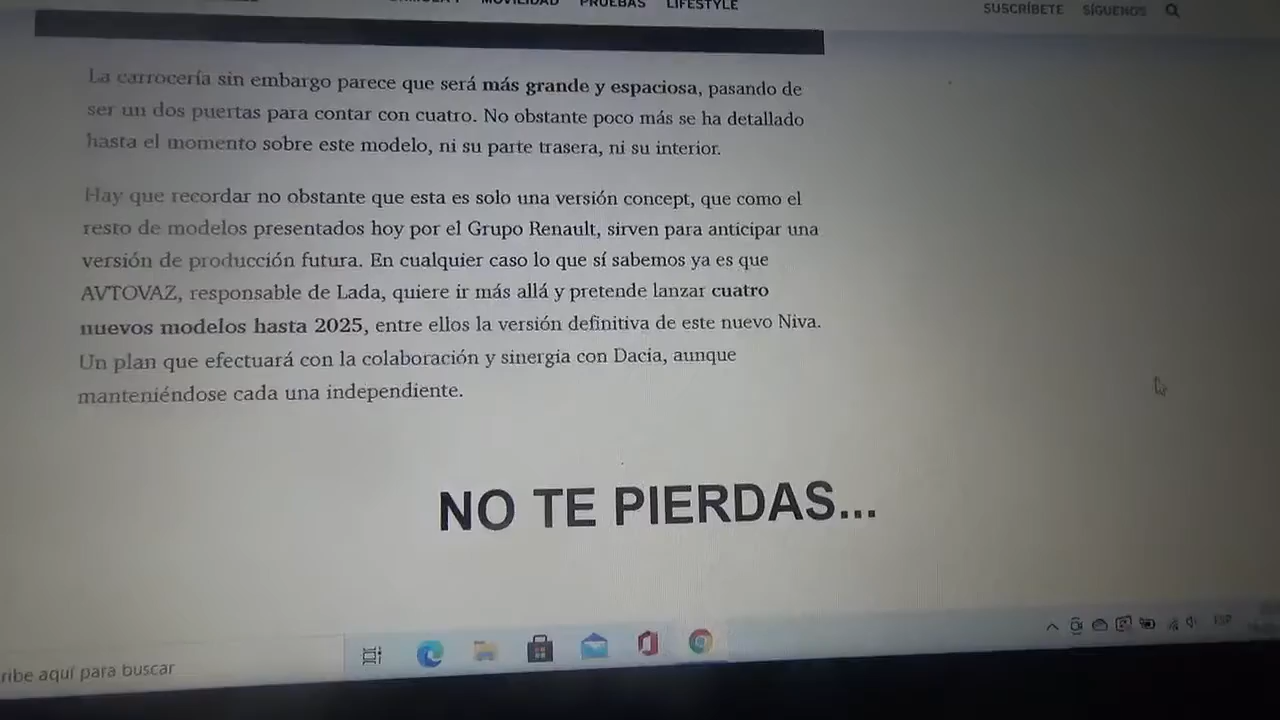 MOVILIDAD PRUEBAS LIFESTYLE
SUSCRÍBETE SÍGUENOS
La carrocería sin embargo parece que será más grande y espaciosa, pasando de
ser un dos puertas para contar con cuatro. No obstante poco más se ha detallado
hasta el momento sobre este modelo, ni su parte trasera, ni su interior.
Hay que recordar no obstante que esta es solo una versión concept, que como el
resto de modelos presentados hoy por el Grupo Renault, sirven para anticipar una
versión de producción futura. En cualquier caso lo que sí sabemos ya es que
AVTOVAZ, responsable de Lada, quiere ir más allá y pretende lanzar cuatro
nuevos modelos hasta 2025, entre ellos la versión definitiva de este nuevo Niva.
Un plan que efectuará con la colaboración y sinergia con Dacia, aunque
manteniéndose cada una independiente.
NO TE PIERDAS...
ribe aquí para buscar
ESP